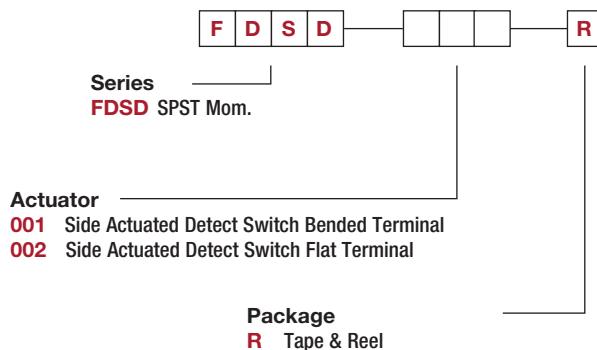 F D S D R
Series
FDSD SPST Mom.
Actuator
001 Side Actuated Detect Switch Bended Terminal
002 Side Actuated Detect Switch Flat Terminal
Package
R Tape & Reel